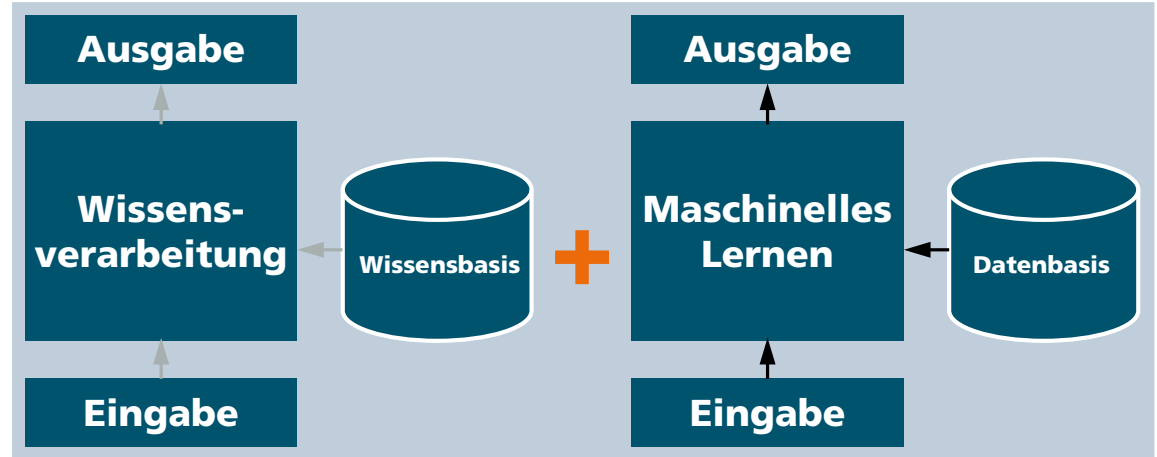 Ausgabe
Wissens-
verarbeitung
Wissensbasis
Eingabe
+
Ausgabe
Maschinelles
Lernen
Datenbasis
Eingabe